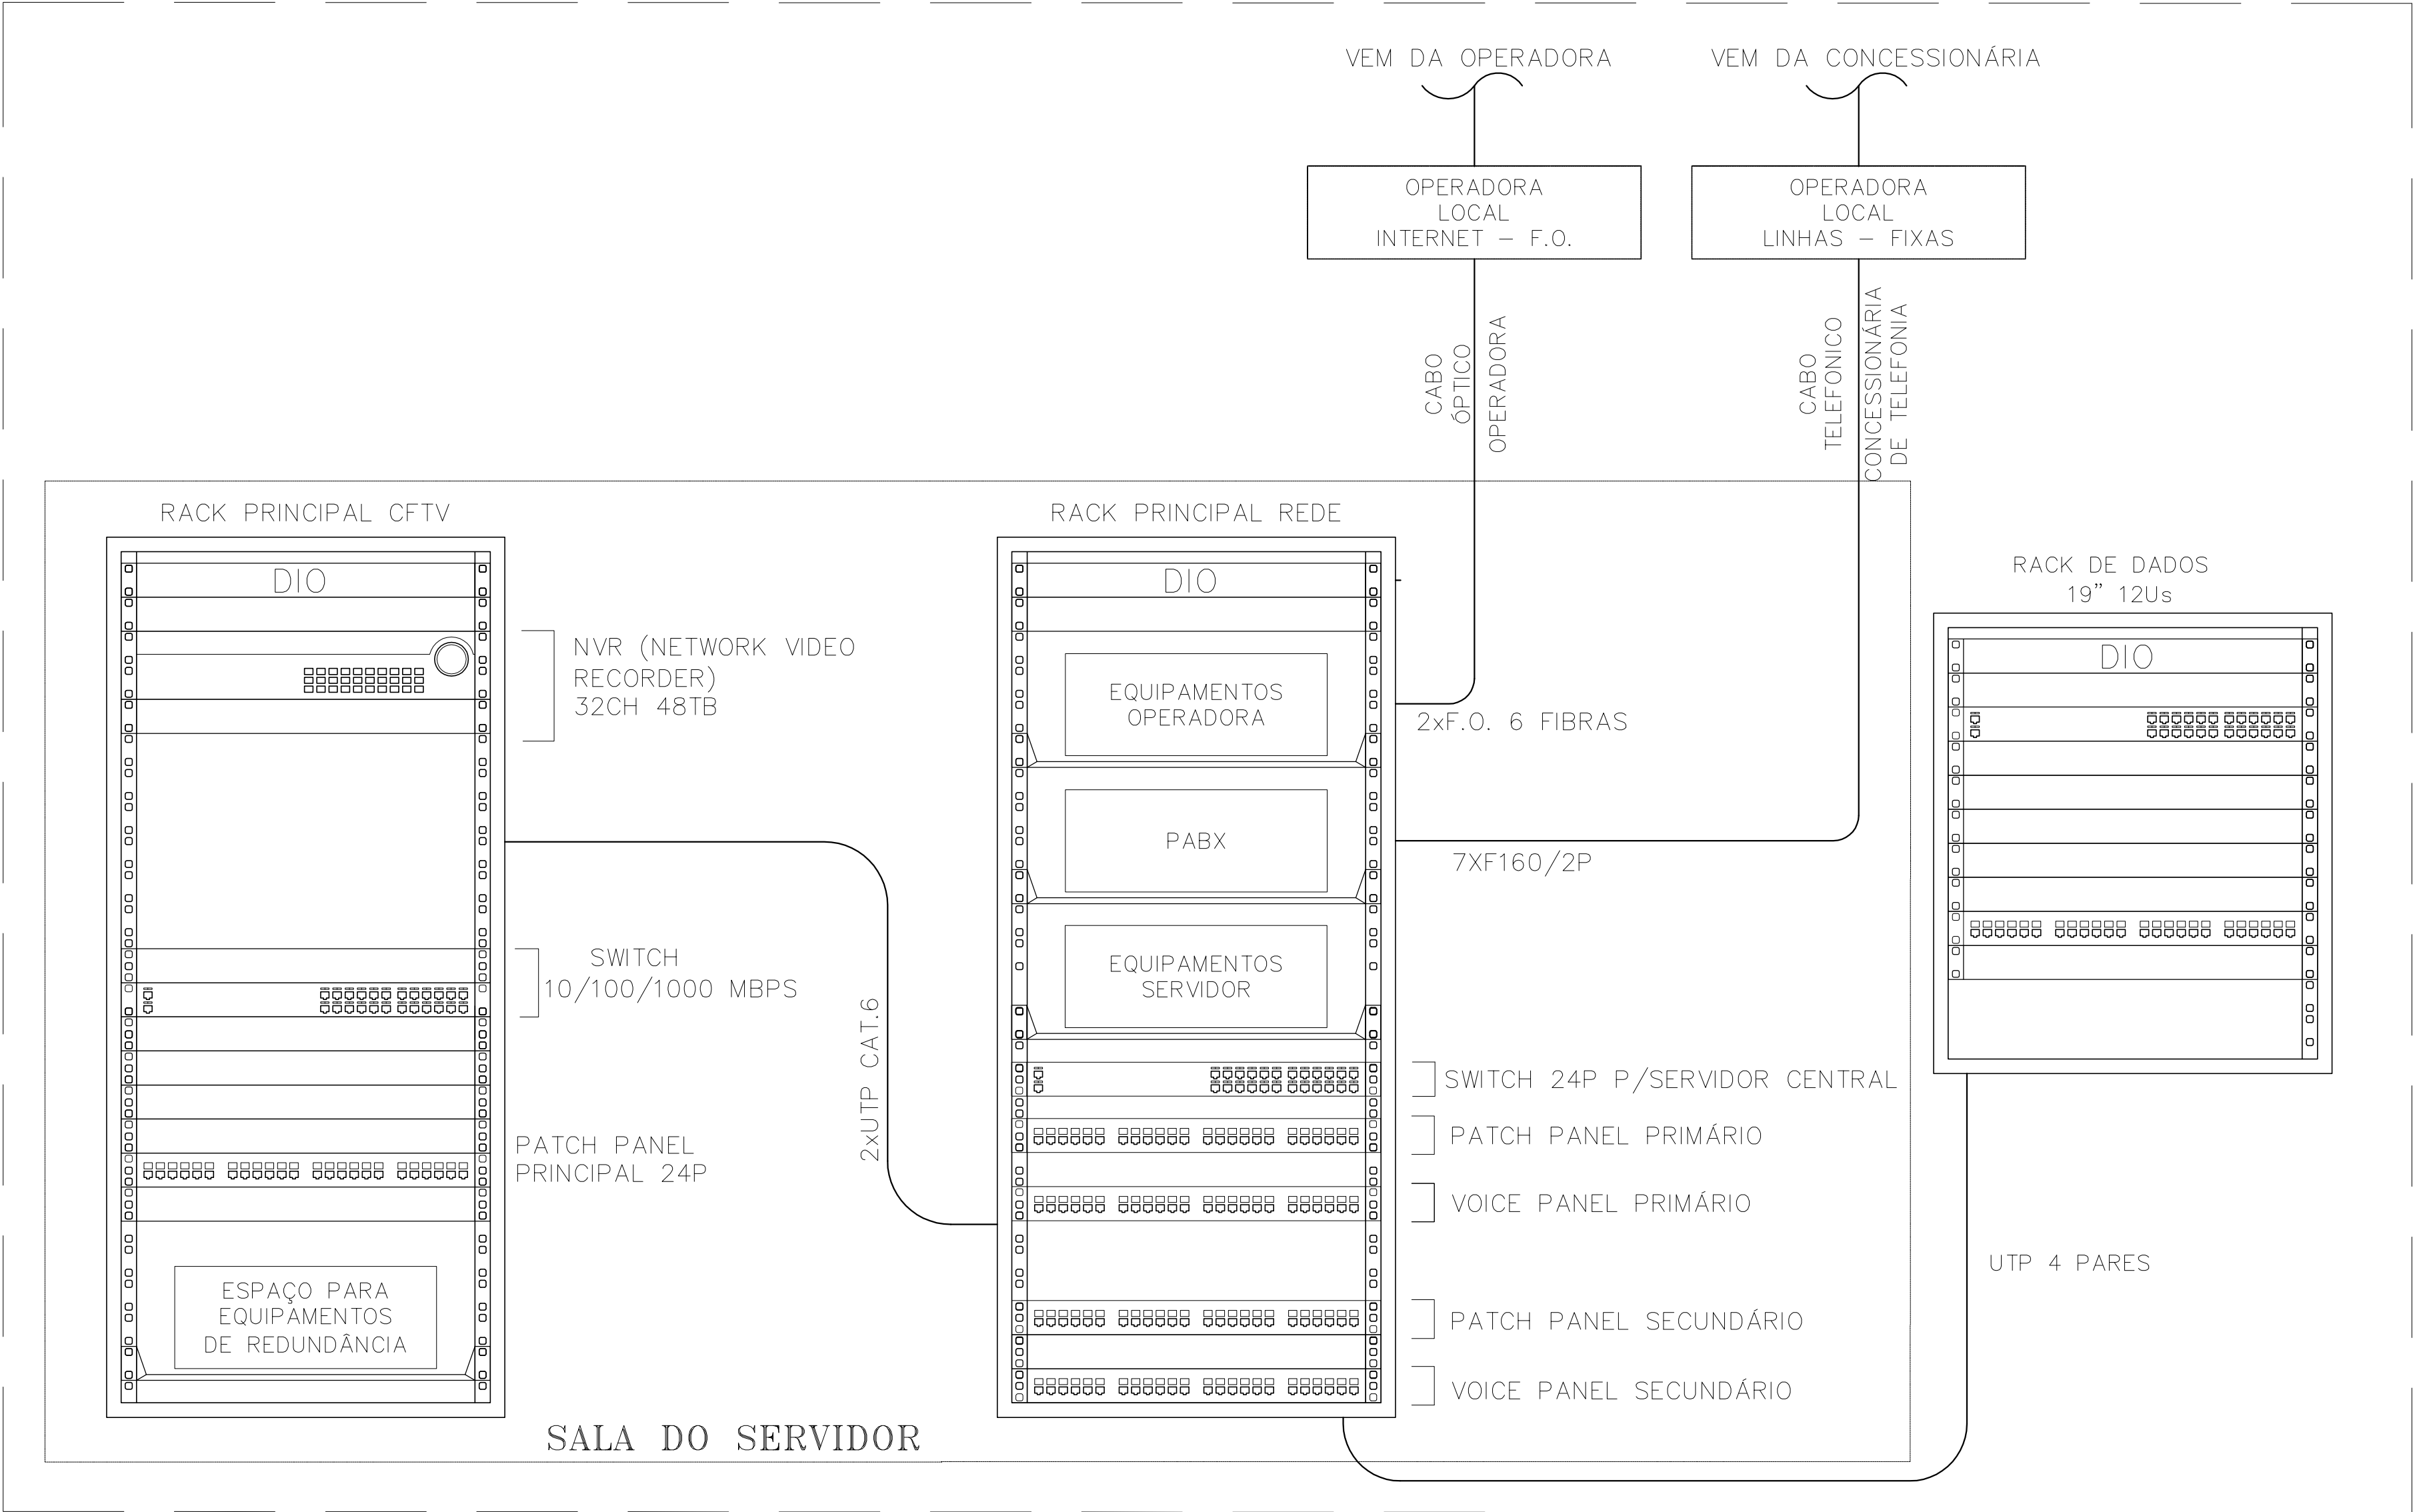 VEM DA OPERADORA
VEM DA CONCESSIONÁRIA
OPERADORA
LOCAL
INTERNET – F.O.
OPERADORA
LOCAL
LINHAS – FIXAS
CABO
ÓPTICO
OPERADORA
CABO
TELEFONICO
CONCESSIONÁRIA
DE TELEFONIA
RACK PRINCIPAL CFTV
DIO
NVR (NETWORK VIDEO
RECORDER)
32CH 48TB
SWITCH
10/100/1000 MBPS
PATCH PANEL
PRINCIPAL 24P
ESPAÇO PARA
EQUIPAMENTOS
DE REDUNDÂNCIA
2xUTP CAT.6
RACK PRINCIPAL REDE
DIO
EQUIPAMENTOS
OPERADORA
2xF.O. 6 FIBRAS
PABX
7XF160/2P
EQUIPAMENTOS
SERVIDOR
SWITCH 24P P/SERVIDOR CENTRAL
PATCH PANEL PRIMÁRIO
VOICE PANEL PRIMÁRIO
PATCH PANEL SECUNDÁRIO
VOICE PANEL SECUNDÁRIO
RACK DE DADOS
19” 12Us
DIO
UTP 4 PARES
SALA DO SERVIDOR